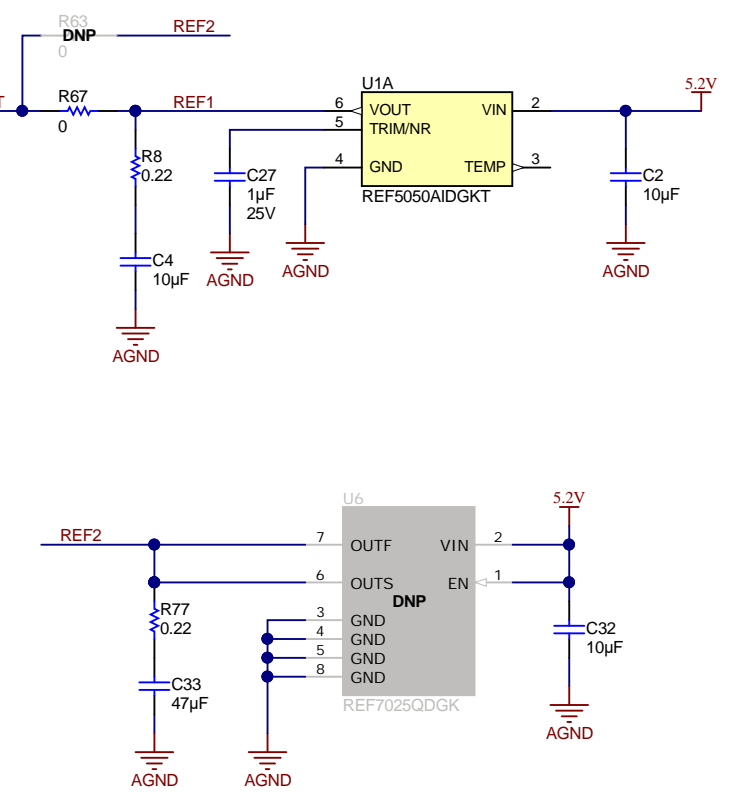 R63
DNP
0
REF2
R67
0
REF1
T
R8
0.22
C4
10µF
AGND
C27
1µF
25V
AGND
AGND
U1A
6
VOUT
5
TRIM/NR
4
GND
VIN
2
TEMP
3
REF5050AIDGKT
5.2V
C2
10µF
AGND
REF2
R77
0.22
C33
47µF
AGND
AGND
U6
7
OUTF
6
OUTS
3
GND
4
GND
5
GND
8
GND
VIN
2
EN
1
DNP
REF7025QDGK
5.2V
C32
10µF
AGND